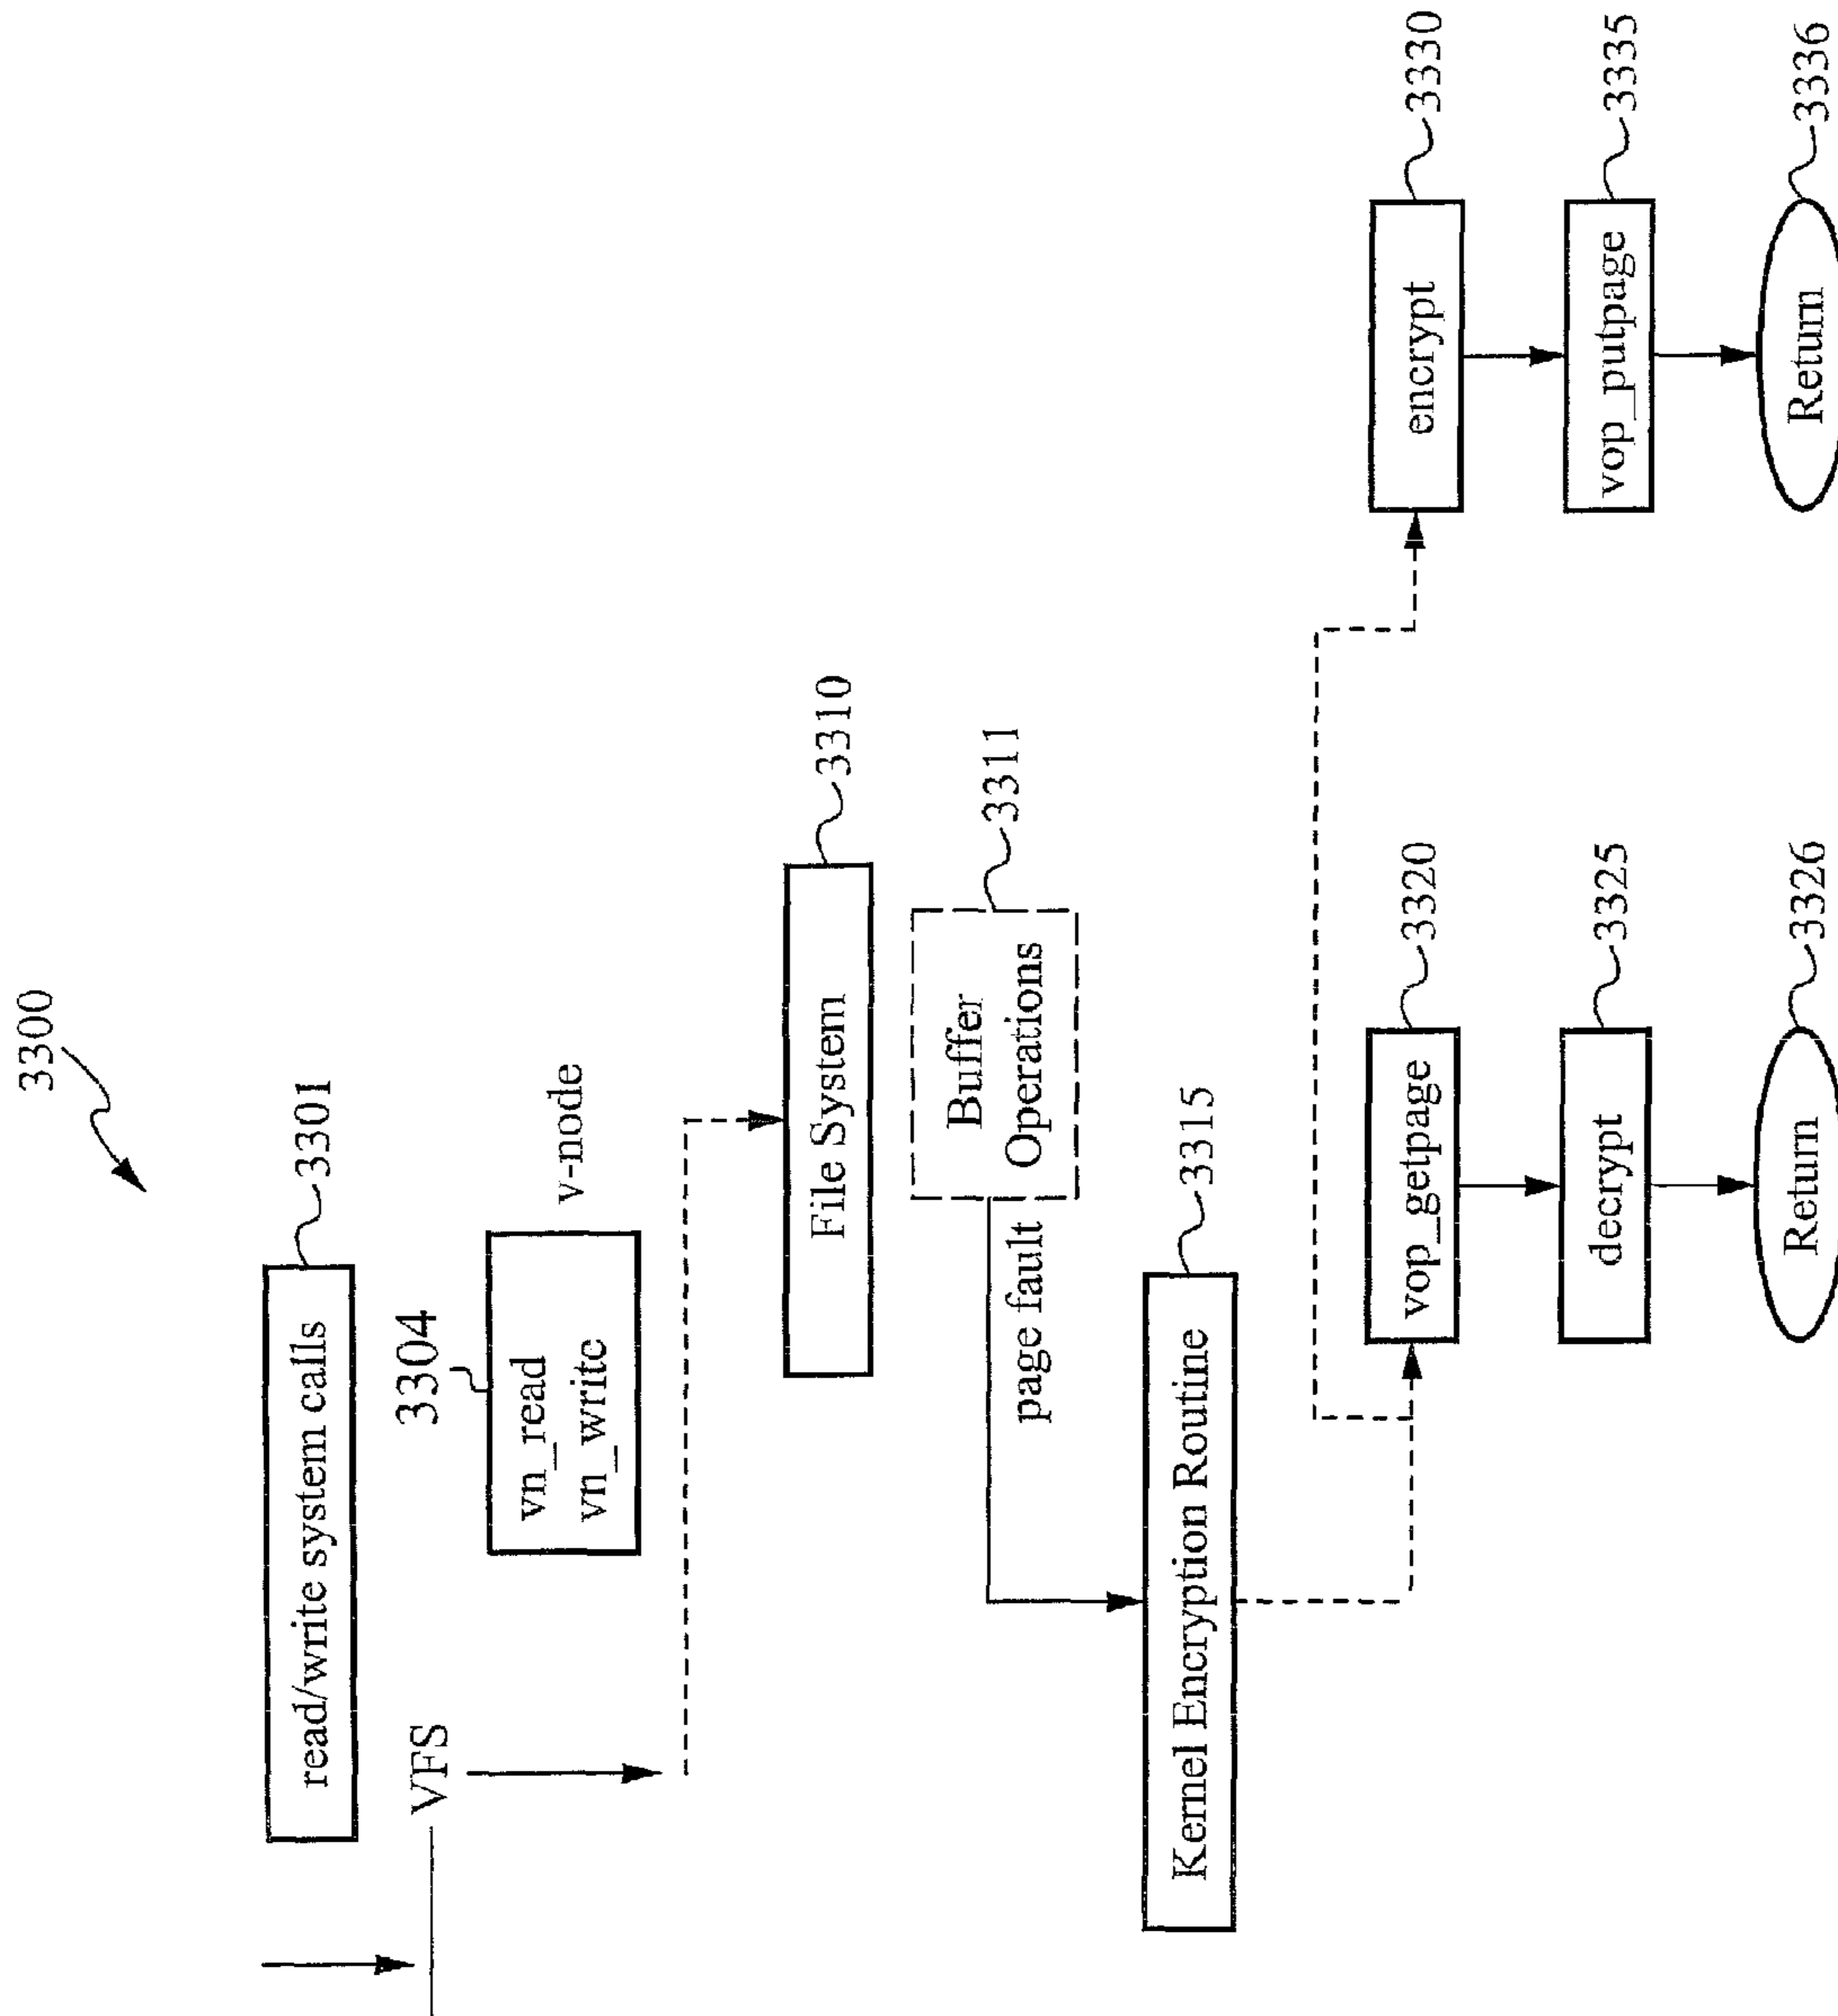 3300
read/write system calls
3301
VFS
3304
vn_read
vn_write
v-node
File System
3310
Buffer
Operations
3311
page fault
Kernel Encryption Routine
3315
vop_getpage
3320
decrypt
3325
Return
3326
encrypt
3330
vop_putpage
3335
Return
3336